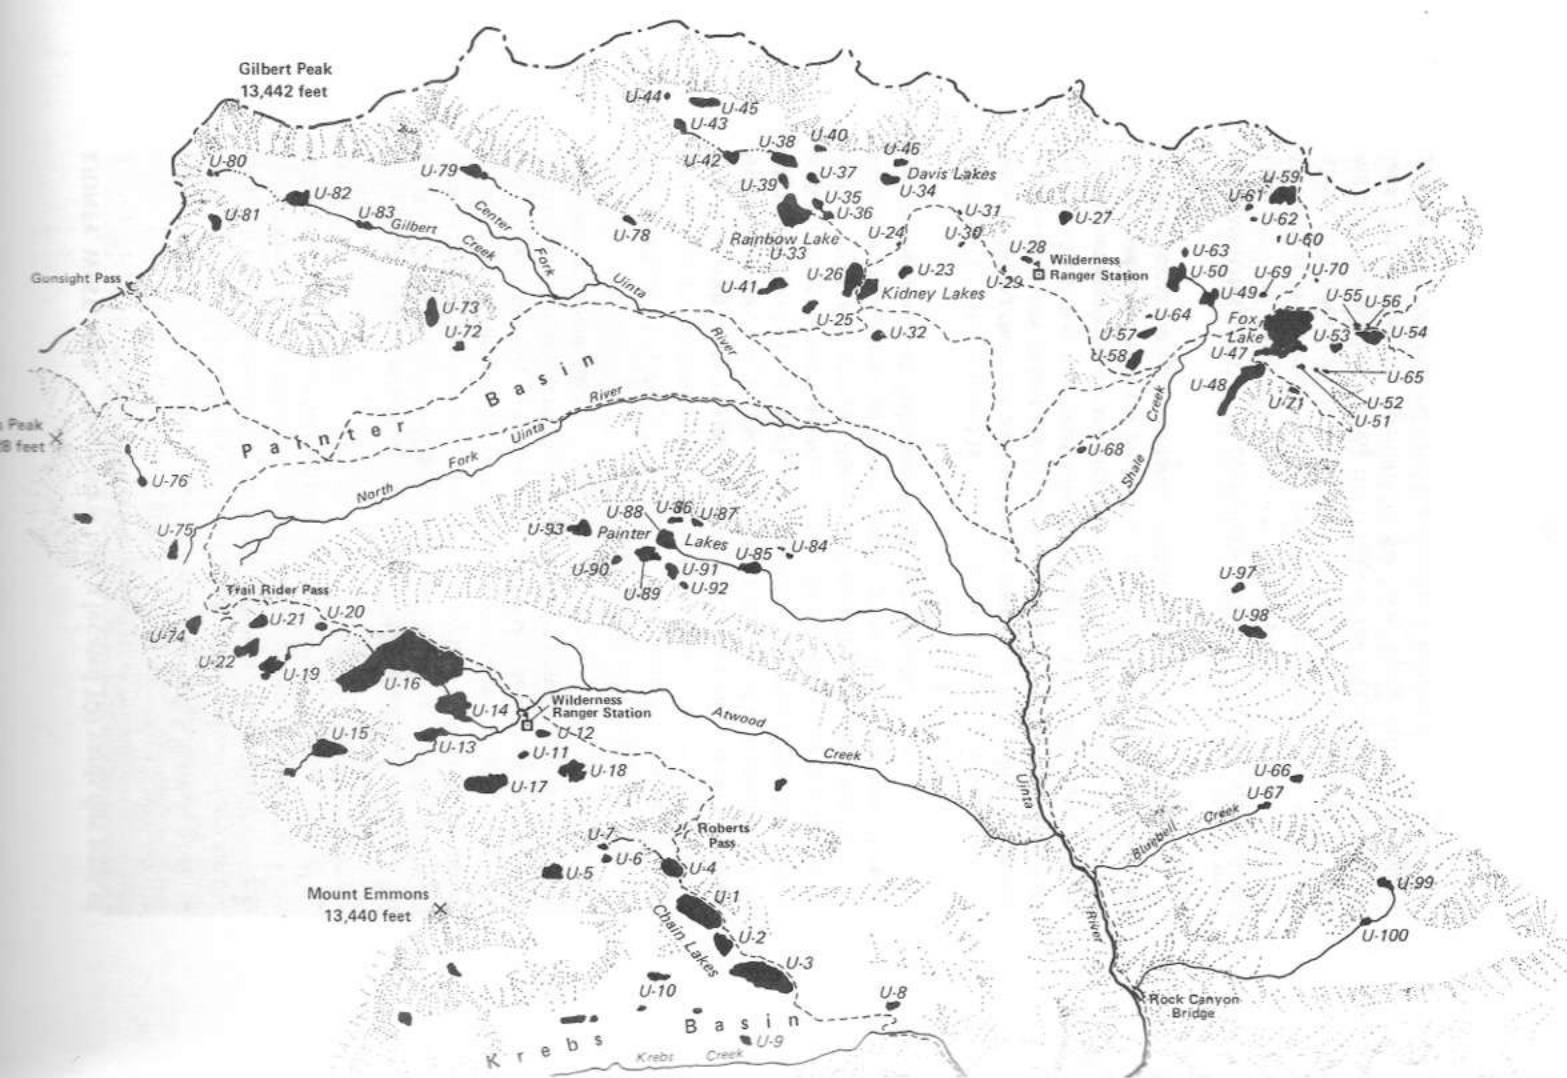 Gilbert Peak
13,442 feet
U-44
U-45
U-43
U-40
U-38
U-42
U-46
U-80
U-79
U-37
Davis Lakes
U-39
U-34
U-59
U-82
U-35
U-61
U-81
U-83
Center
U-36
U-31
U-27
U-62
Gilbert
U-78
Rainbow Lake
U-24
U-30
U-60
Creek
Fork
U-33
U-28
Wilderness
Ranger Station
U-63
Gunsight Pass
Uinta
U-41
U-26
U-23
U-29
U-50
U-69
U-70
Kidney Lakes
U-49
U-55
U-56
U-73
U-25
U-64
Fox
Lake
U-72
River
U-32
U-57
U-53
U-54
U-58
U-47
U-48
U-65
Painter Basin
River
Creek
U-71
U-52
U-51
Peak
8 feet
Uinta
Fork
North
U-68
Shale
U-76
U-75
U-88
U-86
U-87
U-93
Painter
Lakes
U-85
U-84
U-90
U-91
U-89
U-92
U-97
Trail Rider Pass
U-20
U-21
U-98
U-74
U-22
U-19
U-16
Wilderness
Ranger Station
U-14
Atwood
U-15
U-13
U-12
U-11
Creek
U-18
U-17
Uinta
U-66
U-67
Creek
Bluebell
Roberts
Pass
U-7
U-6
U-5
U-4
Mount Emmons
13,440 feet
U-1
U-99
Chain Lakes
U-2
River
U-100
U-3
U-10
U-8
Rock Canyon
Bridge
Krebs Basin
U-9
Krebs Creek